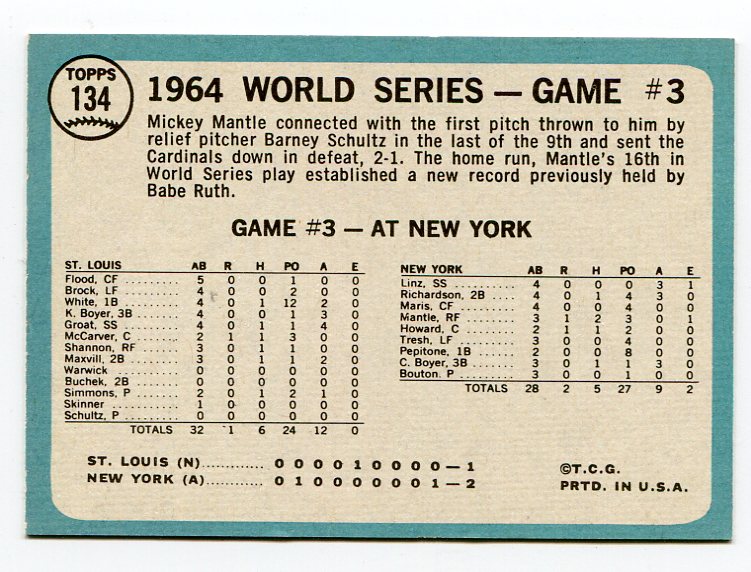 TOPPS
134
1964 WORLD SERIES — GAME #3
Mickey Mantle connected with the first pitch thrown to him by
relief pitcher Barney Schultz in the last of the 9th and sent the
Cardinals down in defeat, 2-1. The home run, Mantle's 16th in
World Series play established a new record previously held by
Babe Ruth.
GAME #3 — AT NEW YORK
ST. LOUIS AB R H PO A E
Flood, CF ......... 5 0 0 1 0 0
Brock, LF ......... 4 0 0 2 0 0
White, 1B ......... 4 0 1 12 2 0
K. Boyer, 3B ...... 4 0 0 1 3 0
Groat, SS ......... 4 0 1 1 4 0
McCarver, C ....... 2 1 1 3 0 0
Shannon, RF ....... 3 0 1 1 0 0
Maxvill, 2B ....... 3 0 1 1 2 0
Warwick ........... 0 0 0 0 0 0
Buchek, 2B ........ 0 0 0 0 0 0
Simmons, P ........ 2 0 1 2 1 0
Skinner ........... 1 0 0 0 0 0
Schultz, P ........ 0 0 0 0 0 0
TOTALS 32 1 6 24 12 0
NEW YORK AB R H PO A E
Linz, SS .......... 4 0 0 0 3 1
Richardson, 2B .... 4 0 1 4 3 0
Maris, CF ......... 4 0 0 4 0 0
Mantle, RF ........ 3 1 2 3 0 1
Howard, C ......... 2 1 1 2 0 0
Tresh, LF ......... 3 0 0 4 0 0
Pepitone, 1B ...... 2 0 0 8 0 0
C. Boyer, 3B ...... 3 0 1 1 3 0
Bouton. P ......... 3 0 0 1 0 0
TOTALS 28 2 5 27 9 2
ST. LOUIS (N)............ 0 0 0 0 1 0 0 0 0 — 1
NEW YORK (A) ............ 0 1 0 0 0 0 0 0 1 — 2
©T.C.G.
PRTD. IN U.S.A.